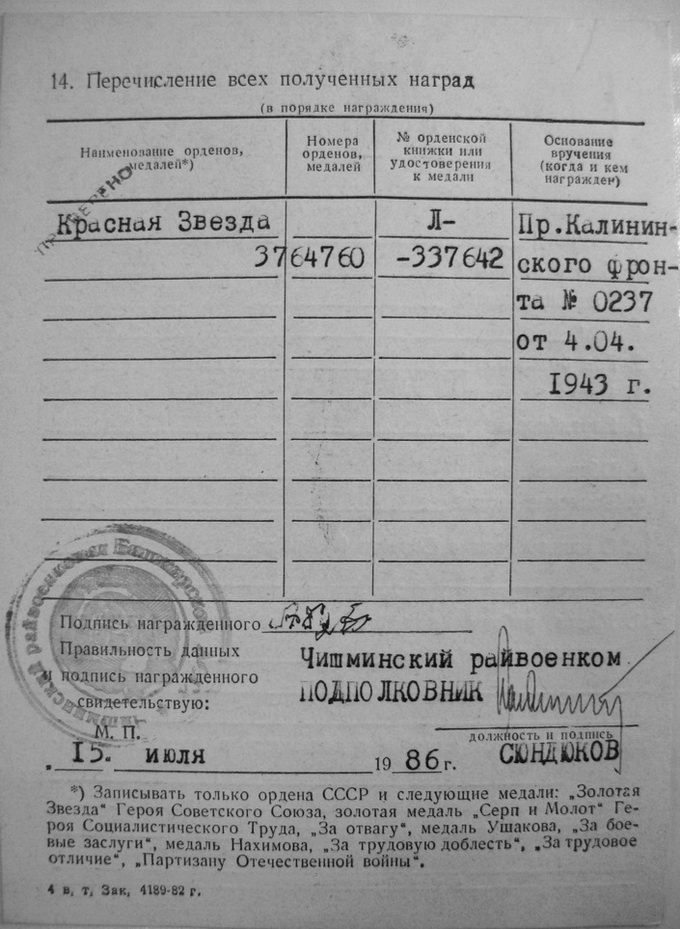 14. Перечисление всех полученных наград
(в порядке награждения)
Наименование орденов, медалей*)
Номера орденов, медалей
№ орденской книжки или удостоверения к медали
Основание вручения (когда и кем награжден)
Красная Звезда
3764760
Л-
-337642
Пр.Калинин-
ского фрон-
та № 0237
от 4.04.
1943 г.
Подпись награжденного
Правильность данных
и подпись награжденного
свидетельствую:
Чишминский райвоенком
ПОДПОЛКОВНИК
М. П.
должность и подпись
СЮНДЮКОВ
15. июля 1986 г.
*) Записывать только ордена СССР и следующие медали: „Золотая
Звезда“ Героя Советского Союза, золотая медаль „Серп и Молот“ Ге-
роя Социалистического Труда, „За отвагу“, медаль Ушакова, „За бое-
вые заслуги“, медаль Нахимова, „За трудовую доблесть“, „За трудовое
отличие“, „Партизану Отечественной войны“.
4 в, т, Зак, 4189-82 г,